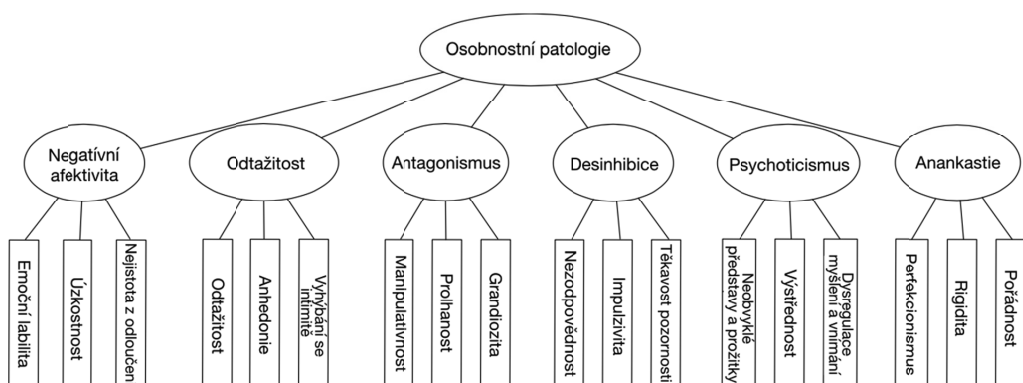 Osobnostní patologie
Negatívní
afektivita
Odtažitost
Antagonismus
Desinhibice
Psychoticismus
Anankastie
Emoční labilita
Úzkostnost
Nejistota z odloučen
Odtažitost
Anhedonie
Vyhýbání se
intimitě
Manipulativnost
Prolhanost
Grandiozita
Nezodpovědnost
Impulzivita
Těkavost pozornosti
Neobvyklé
představy a prožitky
Výstřednost
Dysregulace
myšlení a vnímání
Perfekcionismus
Rigidita
Pořádnost